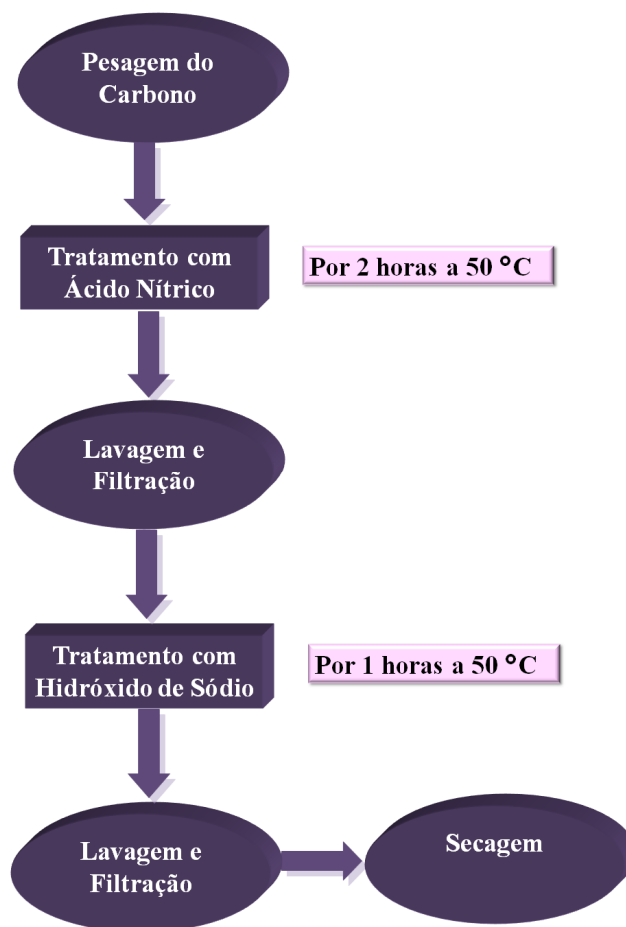 Pesagem do
Carbono
Tratamento com
Ácido Nítrico
Por 2 horas a 50 °C
Lavagem e
Filtração
Tratamento com
Hidróxido de Sódio
Por 1 horas a 50 °C
Lavagem e
Filtração
Secagem